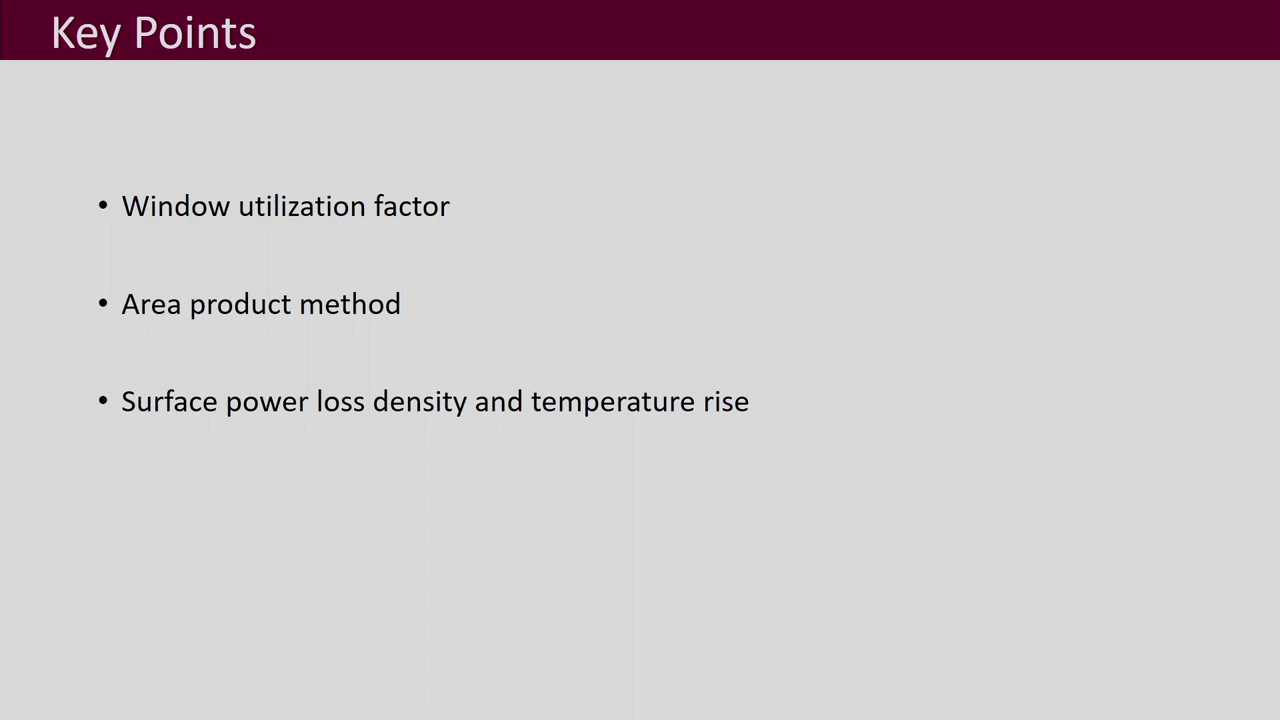 Key Points
• Window utilization factor
• Area product method
• Surface power loss density and temperature rise